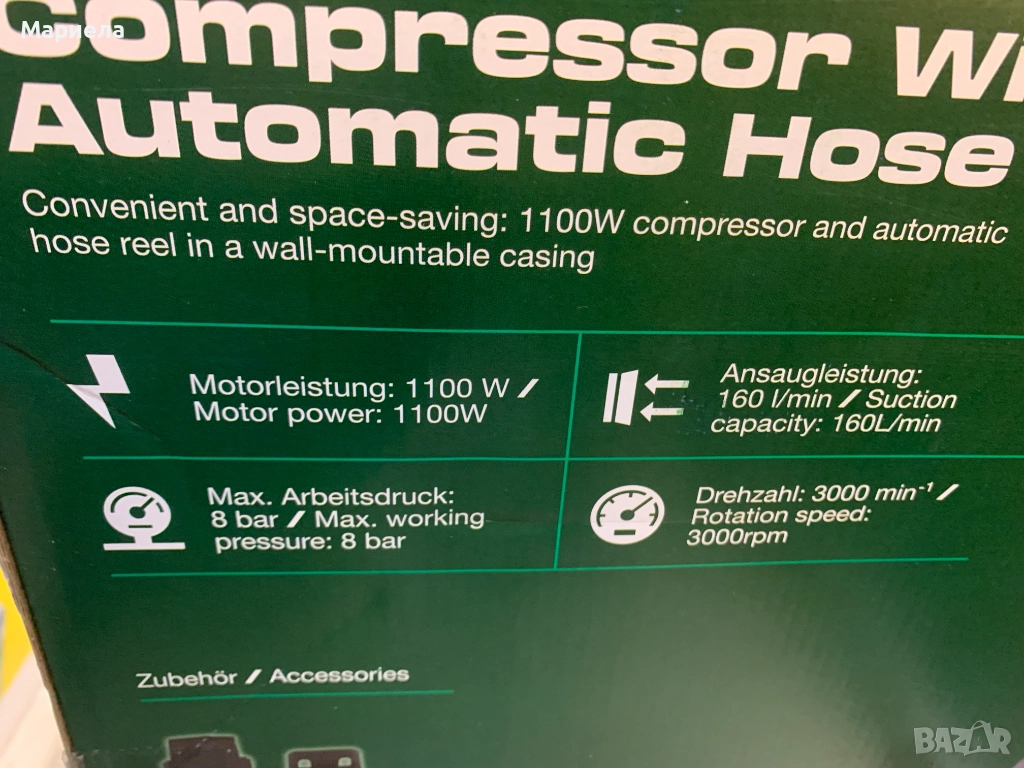 Мариела
Compressor Wi
Automatic Hose
Convenient and space-saving: 1100W compressor and automatic
hose reel in a wall-mountable casing
Motorleistung: 1100 W /
Motor power: 1100W
Ansaugleistung:
160 l/min / Suction
capacity: 160L/min
Max. Arbeitsdruck:
8 bar / Max. working
pressure: 8 bar
Drehzahl: 3000 min⁻¹ /
Rotation speed:
3000rpm
Zubehör / Accessories
BAZAR